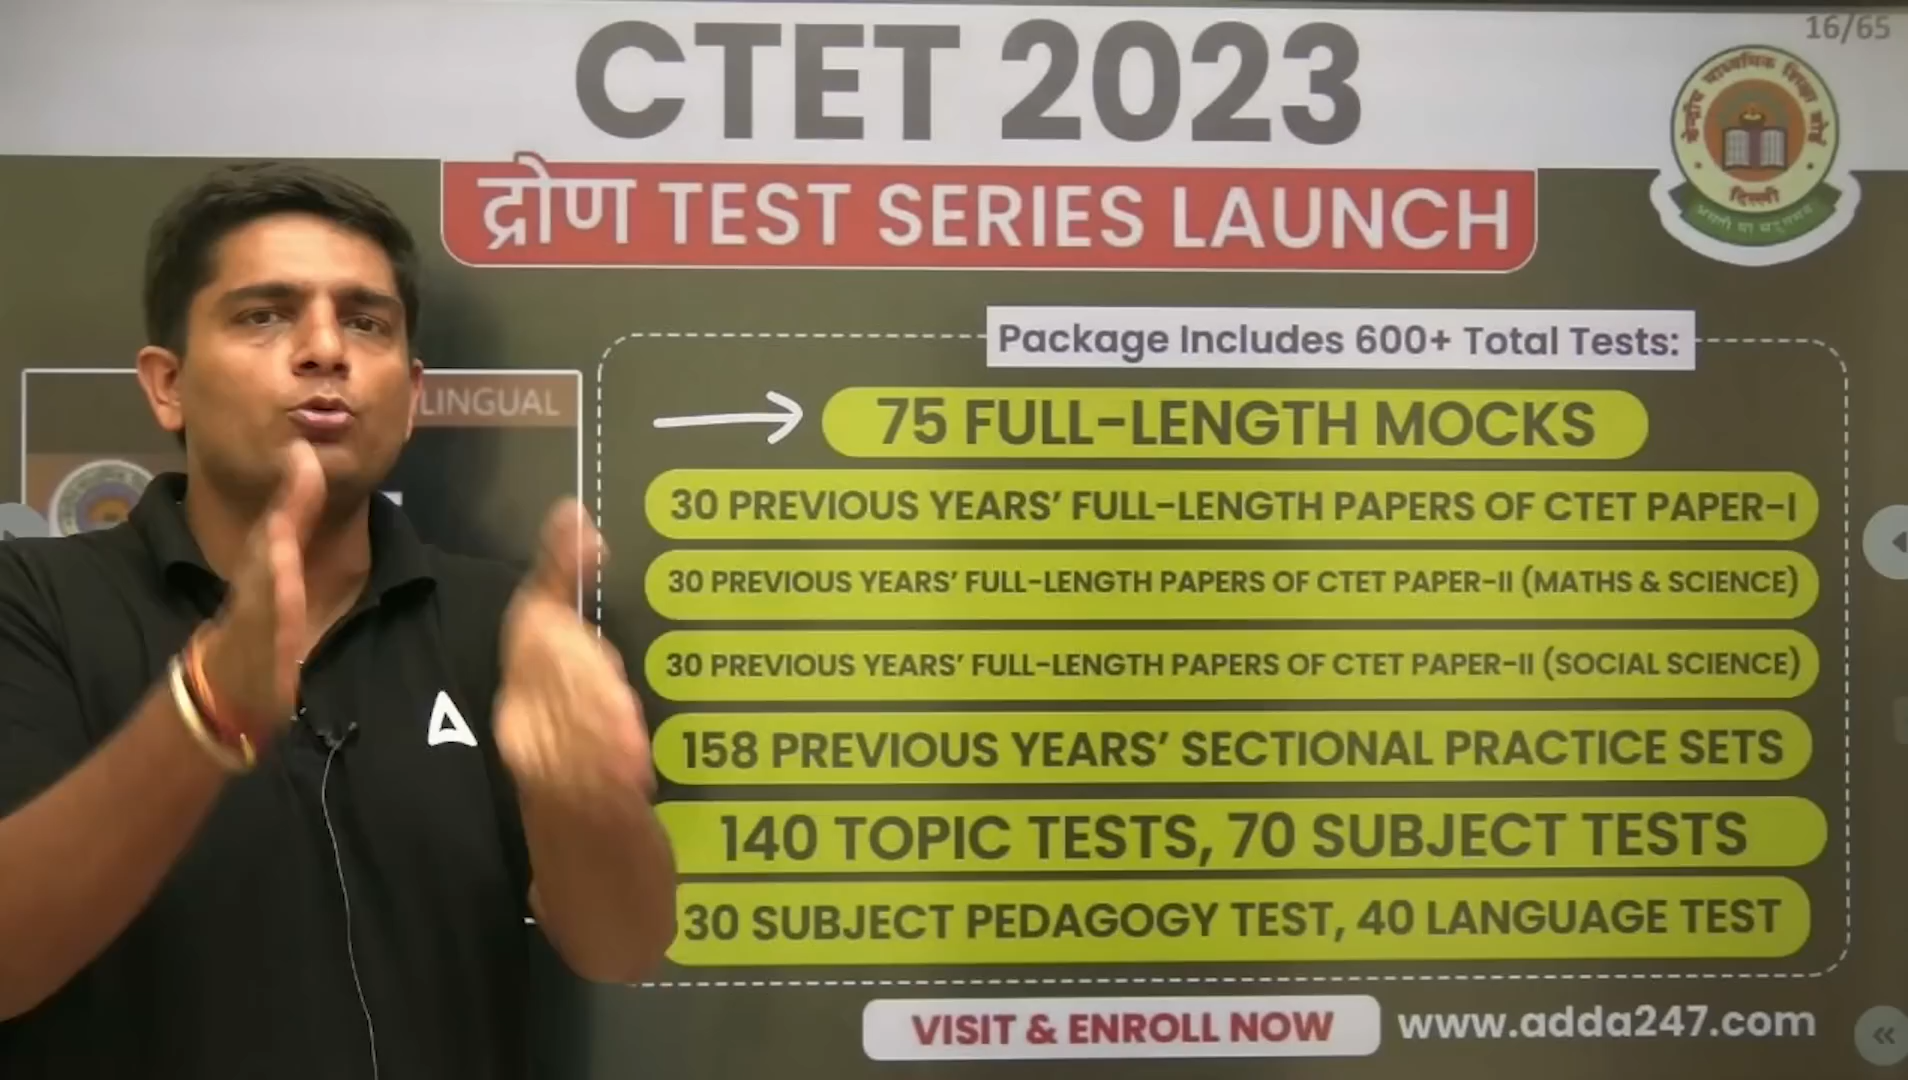 16/65
CTET 2023
द्रोण TEST SERIES LAUNCH
केन्द्रीय माध्यमिक शिक्षा बोर्ड
दिल्ली
Package Includes 600+ Total Tests:
LINGUAL
75 FULL-LENGTH MOCKS
30 PREVIOUS YEARS' FULL-LENGTH PAPERS OF CTET PAPER-I
30 PREVIOUS YEARS' FULL-LENGTH PAPERS OF CTET PAPER-II (MATHS & SCIENCE)
30 PREVIOUS YEARS' FULL-LENGTH PAPERS OF CTET PAPER-II (SOCIAL SCIENCE)
158 PREVIOUS YEARS' SECTIONAL PRACTICE SETS
140 TOPIC TESTS, 70 SUBJECT TESTS
30 SUBJECT PEDAGOGY TEST, 40 LANGUAGE TEST
VISIT & ENROLL NOW
www.adda247.com